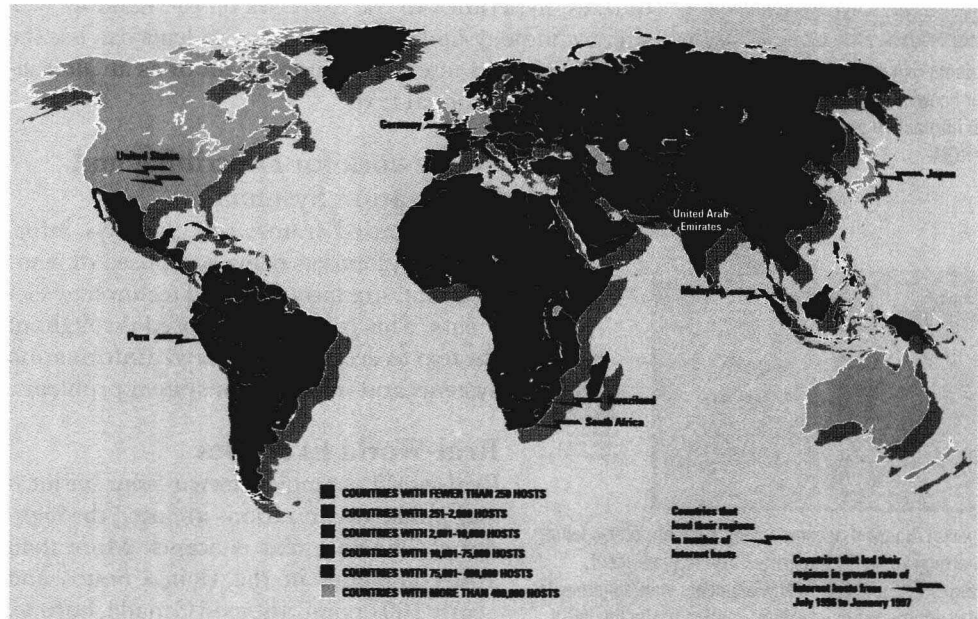 United States
Germany
Japan
United Arab
Emirates
Malaysia
Peru
Swaziland
South Africa
COUNTRIES WITH FEWER THAN 250 HOSTS
COUNTRIES WITH 251-2,000 HOSTS
COUNTRIES WITH 2,001-10,000 HOSTS
COUNTRIES WITH 10,001-75,000 HOSTS
COUNTRIES WITH 75,001-400,000 HOSTS
COUNTRIES WITH MORE THAN 400,000 HOSTS
Countries that
lead their regions
in number of
Internet hosts
Countries that led their
regions in growth rate of
Internet hosts from
July 1996 to January 1997